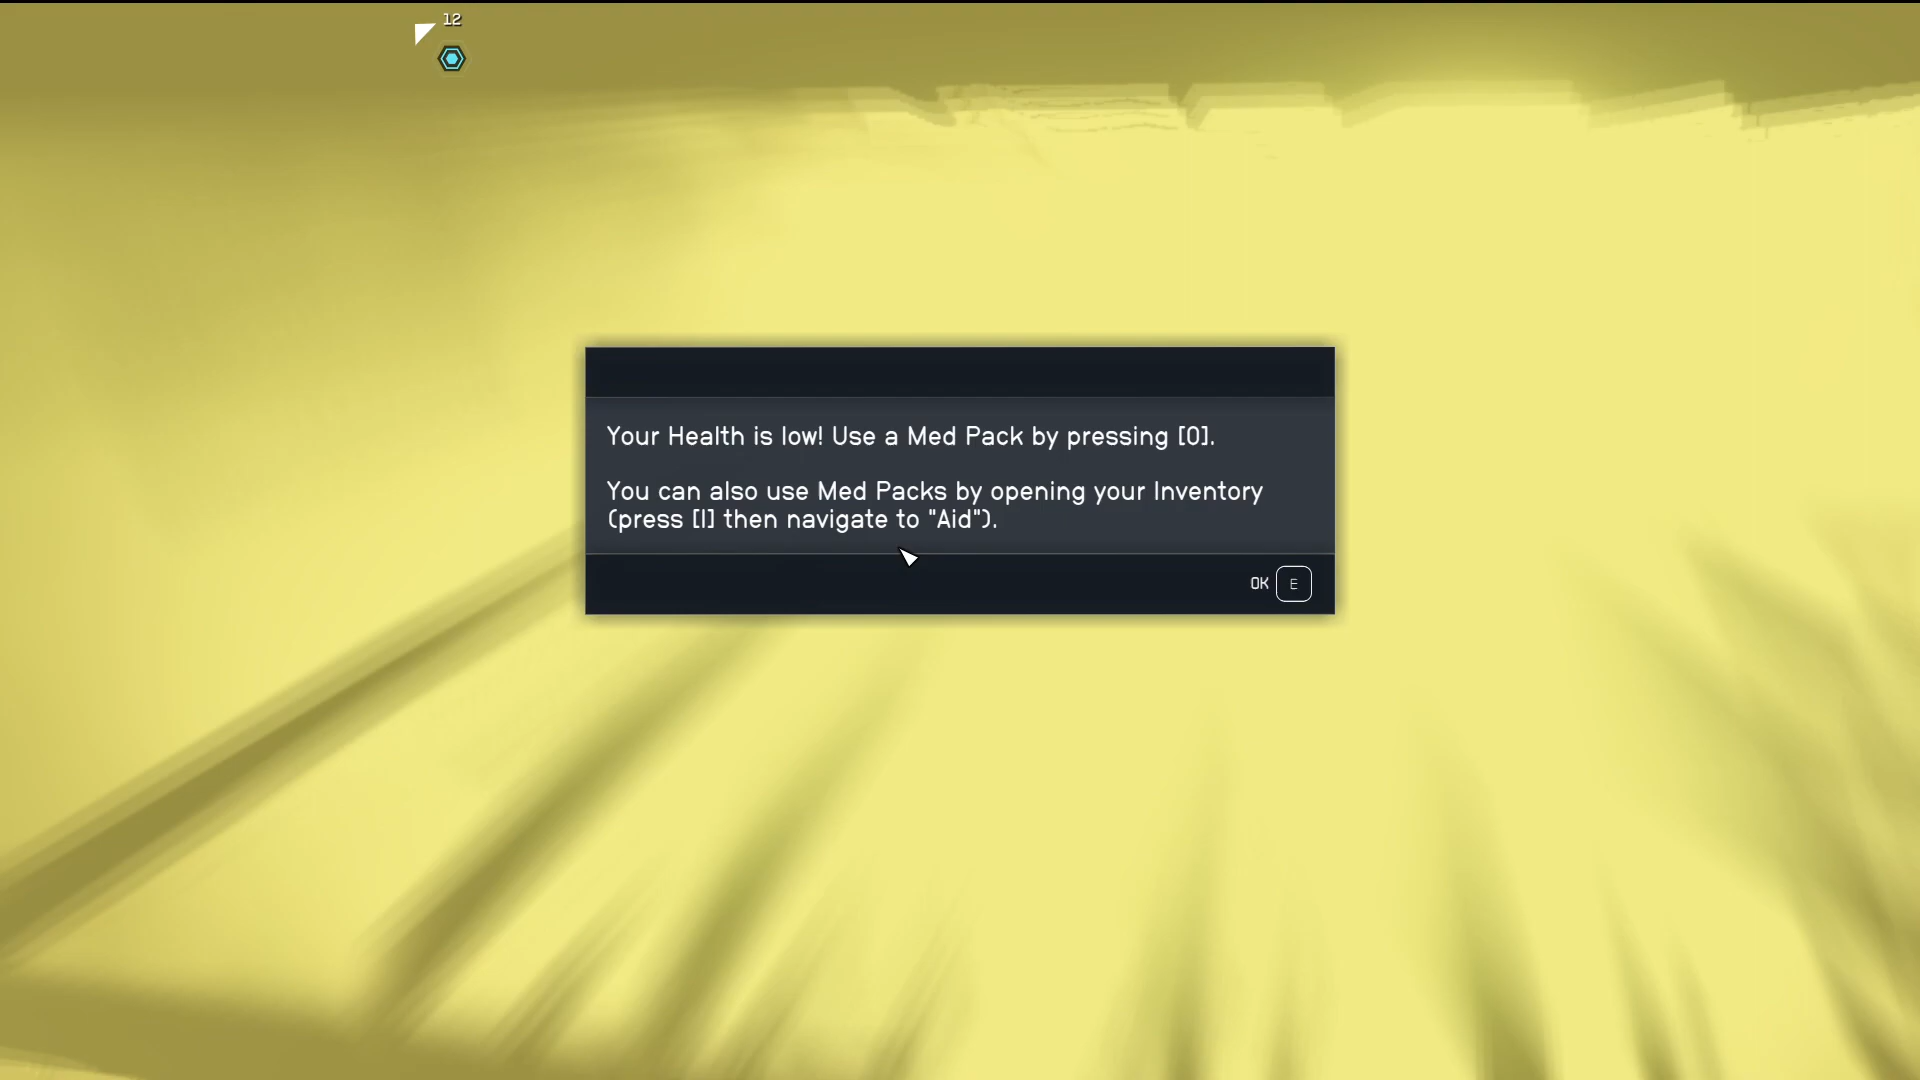 12
Your Health is low! Use a Med Pack by pressing [0].
You can also use Med Packs by opening your Inventory
(press [I] then navigate to "Aid").
OK E